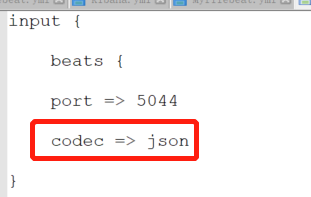 input {
beats {
port => 5044
codec => json
}